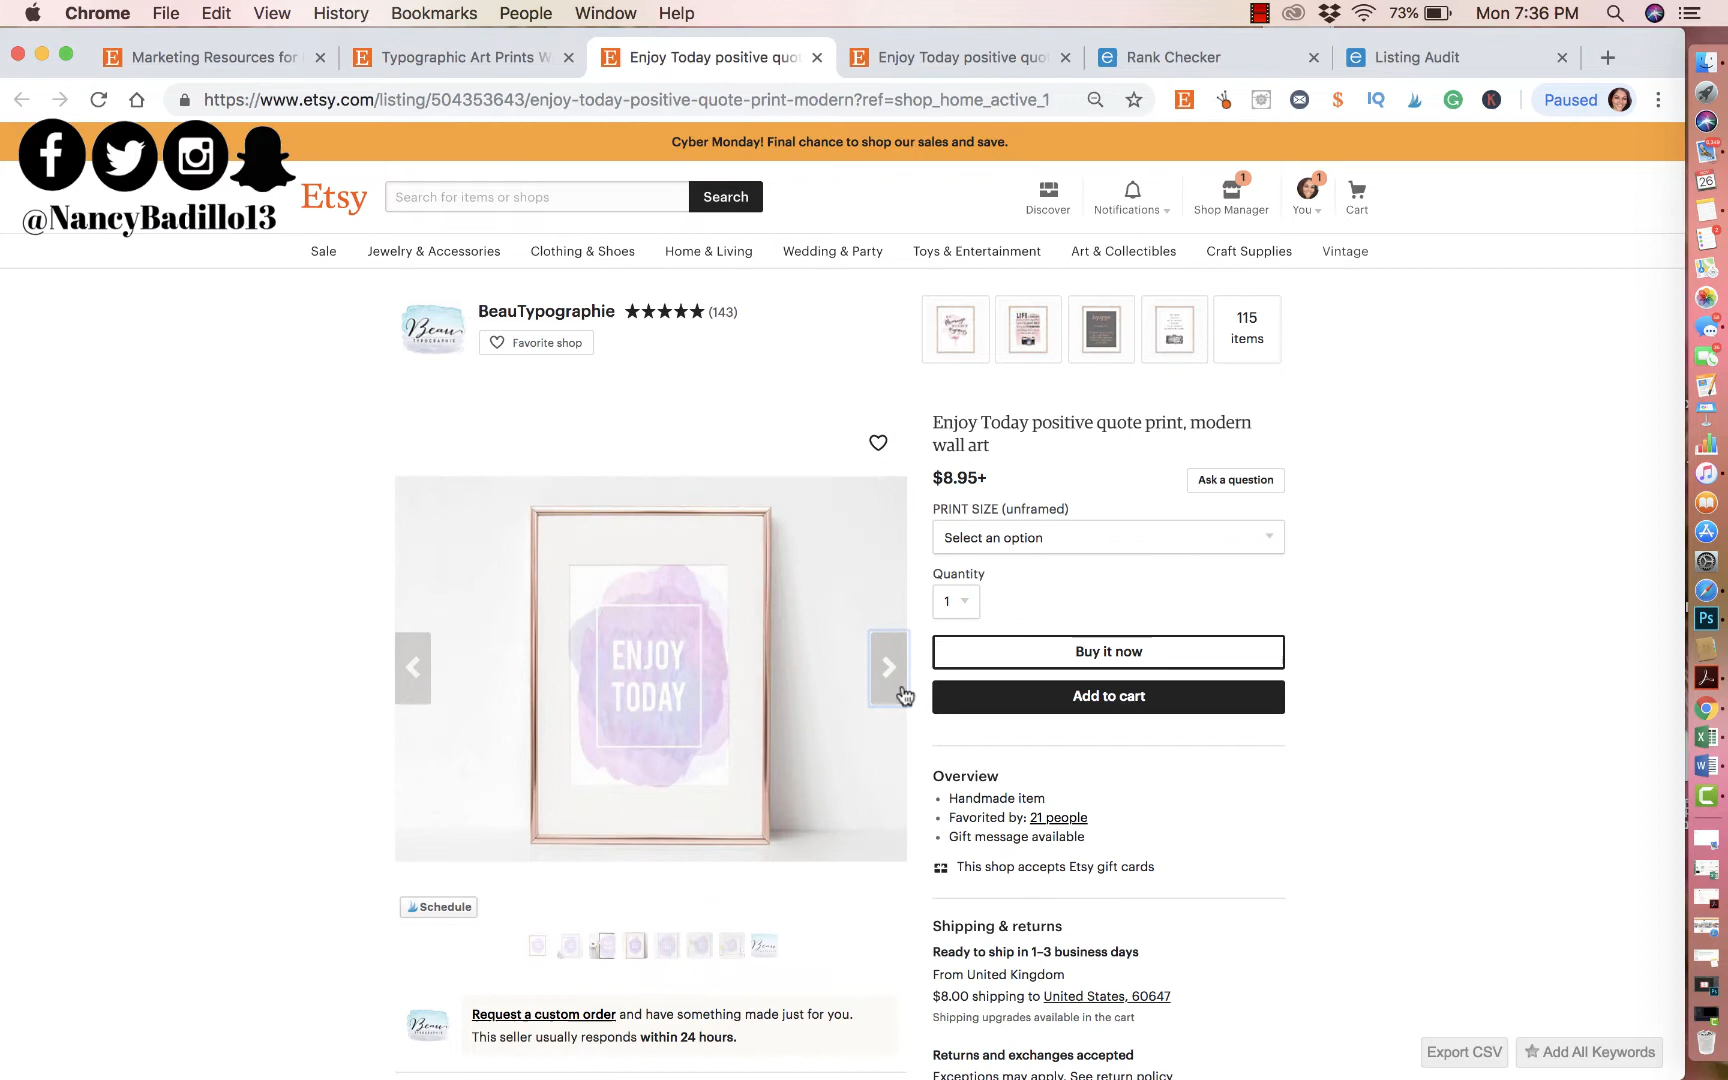 Chrome File Edit View History Bookmarks People Window Help 73% Mon 7:36 PM
Marketing Resources for Typographic Art Prints W Enjoy Today positive quo Enjoy Today positive quo Rank Checker Listing Audit
https://www.etsy.com/listing/504353643/enjoy-today-positive-quote-print-modern?ref=shop_home_active_1 Paused
Cyber Monday! Final chance to shop our sales and save.
@NancyBadillo13
Etsy
Search for items or shops
Search
Discover Notifications Shop Manager You Cart
1 1
Sale Jewelry & Accessories Clothing & Shoes Home & Living Wedding & Party Toys & Entertainment Art & Collectibles Craft Supplies Vintage
BeauTypographie (143)
Favorite shop
115
items
Enjoy Today positive quote print, modern
wall art
$8.95+
Ask a question
PRINT SIZE (unframed)
Select an option
Quantity
1
Buy it now
Add to cart
ENJOY
TODAY
Overview
Handmade item
Favorited by: 21 people
Gift message available
This shop accepts Etsy gift cards
Schedule
Shipping & returns
Ready to ship in 1–3 business days
From United Kingdom
$8.00 shipping to United States, 60647
Shipping upgrades available in the cart
Returns and exchanges accepted
Exceptions may apply. See return policy
Beau
Request a custom order and have something made just for you.
This seller usually responds within 24 hours.
Export CSV
Add All Keywords